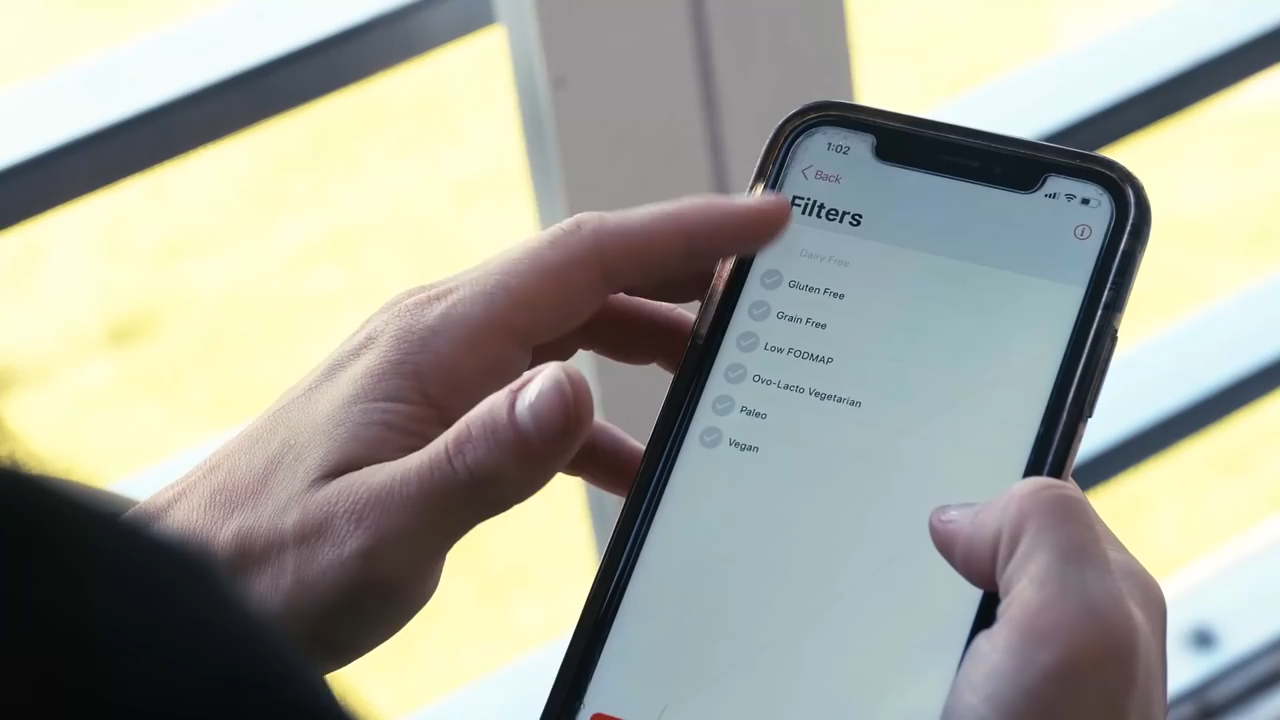 1:02
Back
Filters
Dairy Free
Gluten Free
Grain Free
Low FODMAP
Ovo-Lacto Vegetarian
Paleo
Vegan